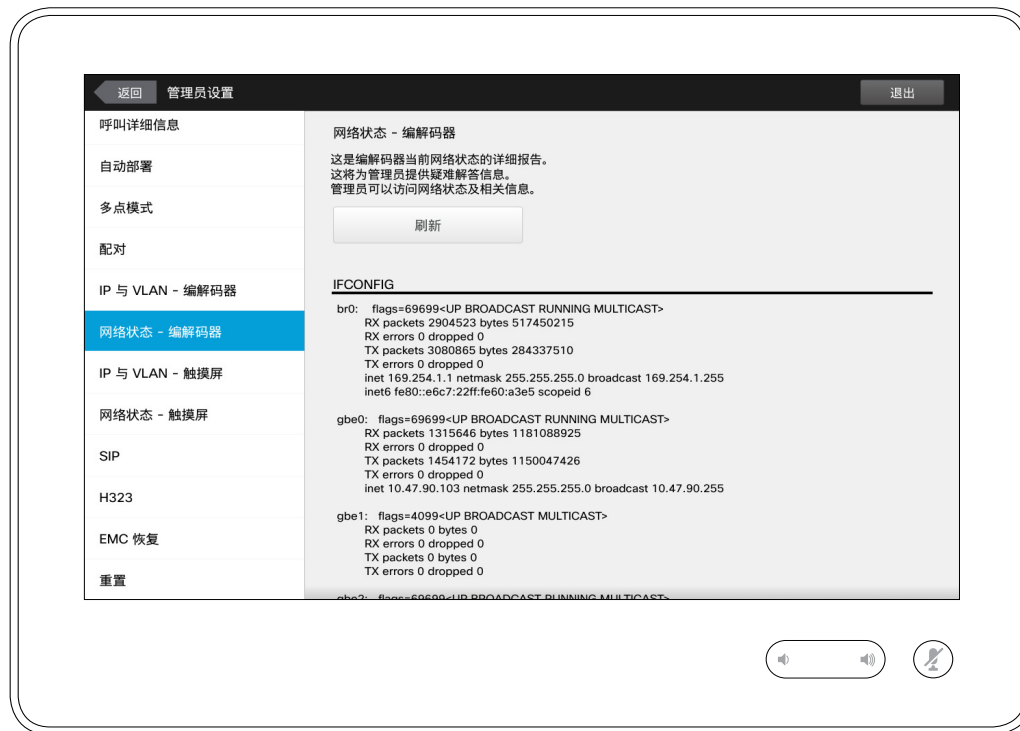 返回 管理员设置 退出
呼叫详细信息
自动部署
多点模式
配对
IP 与 VLAN - 编解码器
网络状态 - 编解码器
IP 与 VLAN - 触摸屏
网络状态 - 触摸屏
SIP
H323
EMC 恢复
重置
网络状态 - 编解码器
这是编解码器当前网络状态的详细报告。
这将为管理员提供疑难解答信息。
管理员可以访问网络状态及相关信息。
刷新
IFCONFIG
br0: flags=69699<UP BROADCAST RUNNING MULTICAST>
RX packets 2904523 bytes 517450215
RX errors 0 dropped 0
TX packets 3080865 bytes 284337510
TX errors 0 dropped 0
inet 169.254.1.1 netmask 255.255.255.0 broadcast 169.254.1.255
inet6 fe80::e6c7:22ff:fe60:a3e5 scopeid 6
gbe0: flags=69699<UP BROADCAST RUNNING MULTICAST>
RX packets 1315646 bytes 1181088925
RX errors 0 dropped 0
TX packets 1454172 bytes 1150047426
TX errors 0 dropped 0
inet 10.47.90.103 netmask 255.255.255.0 broadcast 10.47.90.255
gbe1: flags=4099<UP BROADCAST MULTICAST>
RX packets 0 bytes 0
RX errors 0 dropped 0
TX packets 0 bytes 0
TX errors 0 dropped 0
gbe2: flags=69699<UP BROADCAST RUNNING MULTICAST>